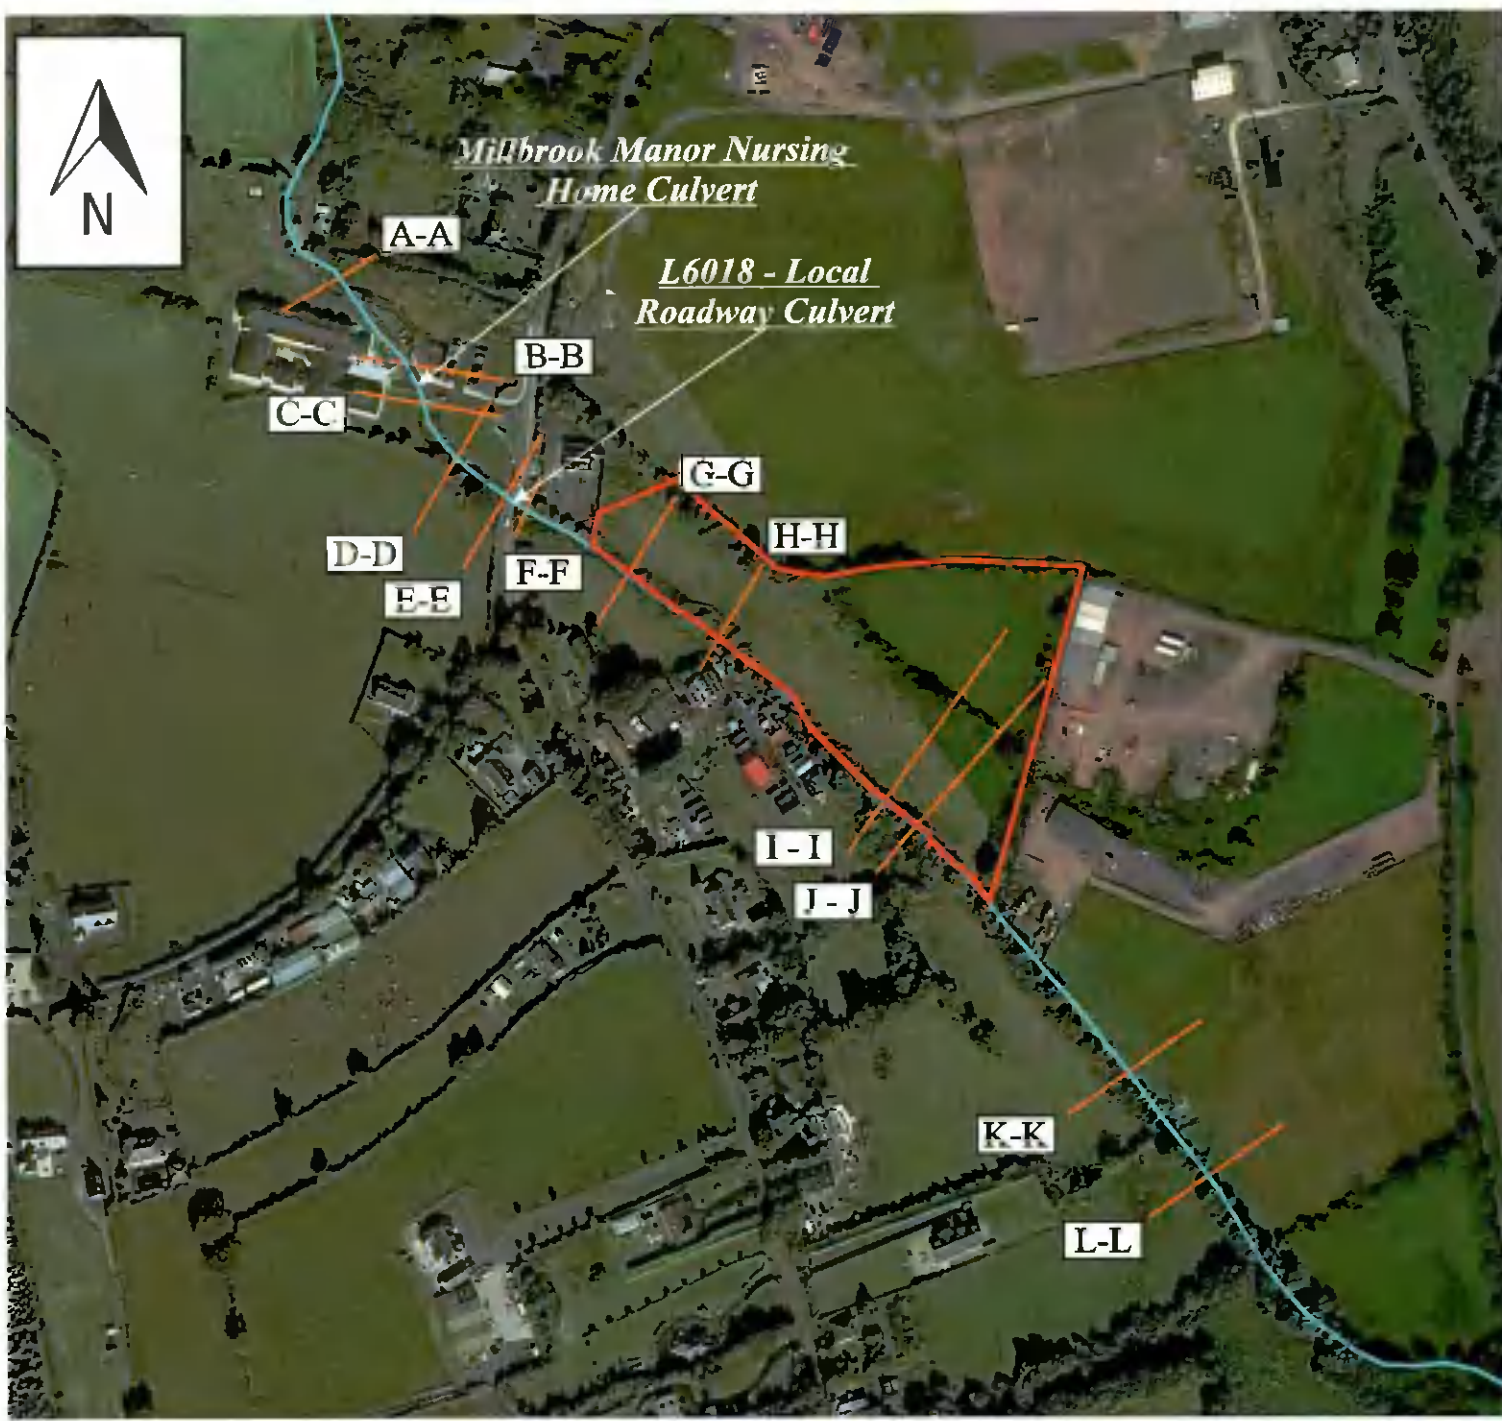 N
Millbrook Manor Nursing
Home Culvert
A-A
L6018 - Local
Roadway Culvert
B-B
C-C
G-G
H-H
D-D
F-F
E-E
I - I
J - J
K-K
L-L